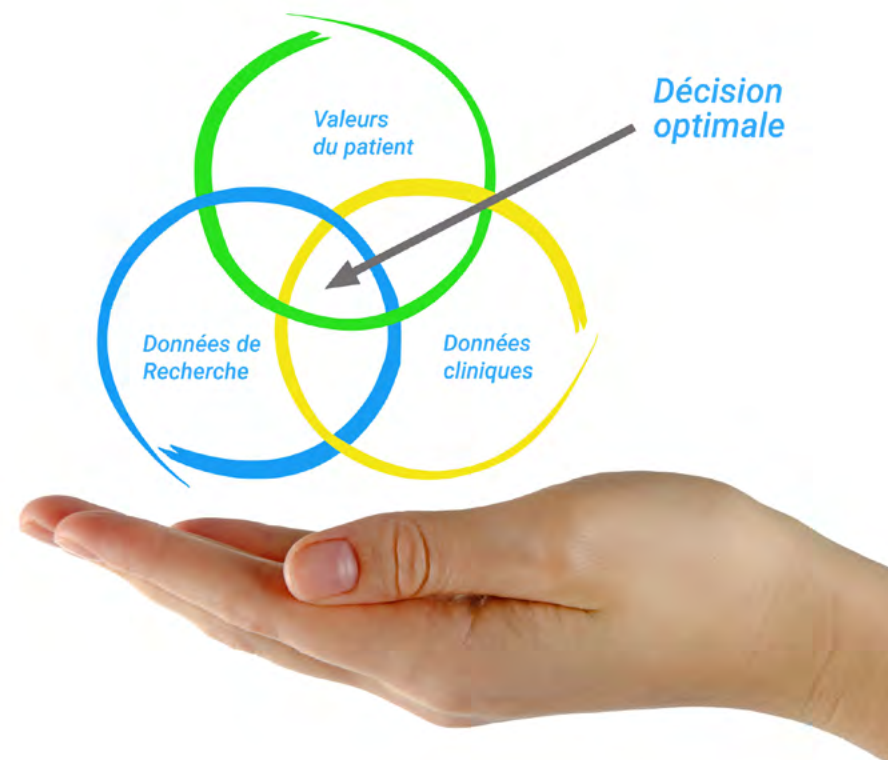 Décision
optimale
Valeurs
du patient
Données de
Recherche
Données
cliniques